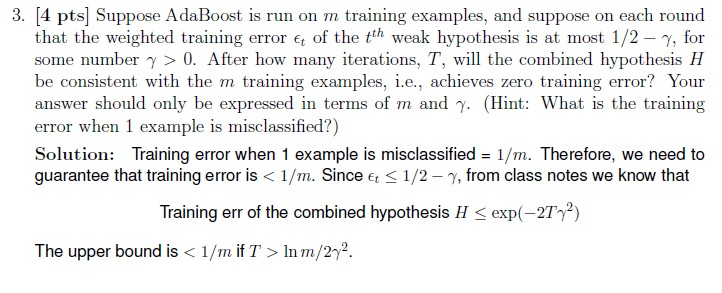 3. [4 pts] Suppose AdaBoost is run on m training examples, and suppose on each round
that the weighted training error ϵₜ of the tᵗʰ weak hypothesis is at most 1/2 − γ, for
some number γ > 0. After how many iterations, T, will the combined hypothesis H
be consistent with the m training examples, i.e., achieves zero training error? Your
answer should only be expressed in terms of m and γ. (Hint: What is the training
error when 1 example is misclassified?)
Solution: Training error when 1 example is misclassified = 1/m. Therefore, we need to
guarantee that training error is < 1/m. Since ϵₜ ≤ 1/2 − γ, from class notes we know that
Training err of the combined hypothesis H ≤ exp(−2Tγ²)
The upper bound is < 1/m if T > ln m/2γ².